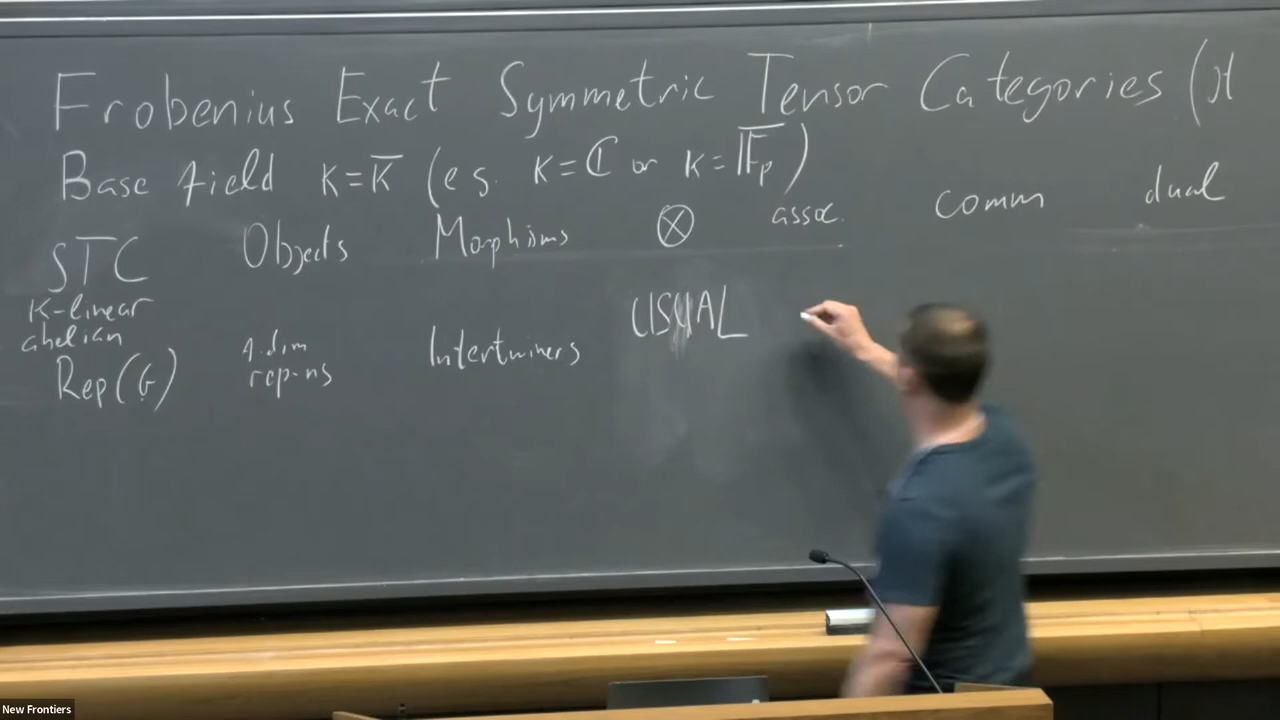 Frobenius Exact Symmetric Tensor Categories (
Base field K=K̅ (eg. K=ℂ or K=F̅p)
STC Objects Morphisms ⊗ assoc. comm dual
K-linear
abelian
Rep(G) f.dim rep-ns Intertwiners USUAL
New Frontiers